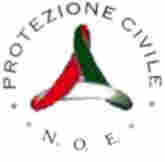 PROTEZIONE CIVILE
N. O. E.